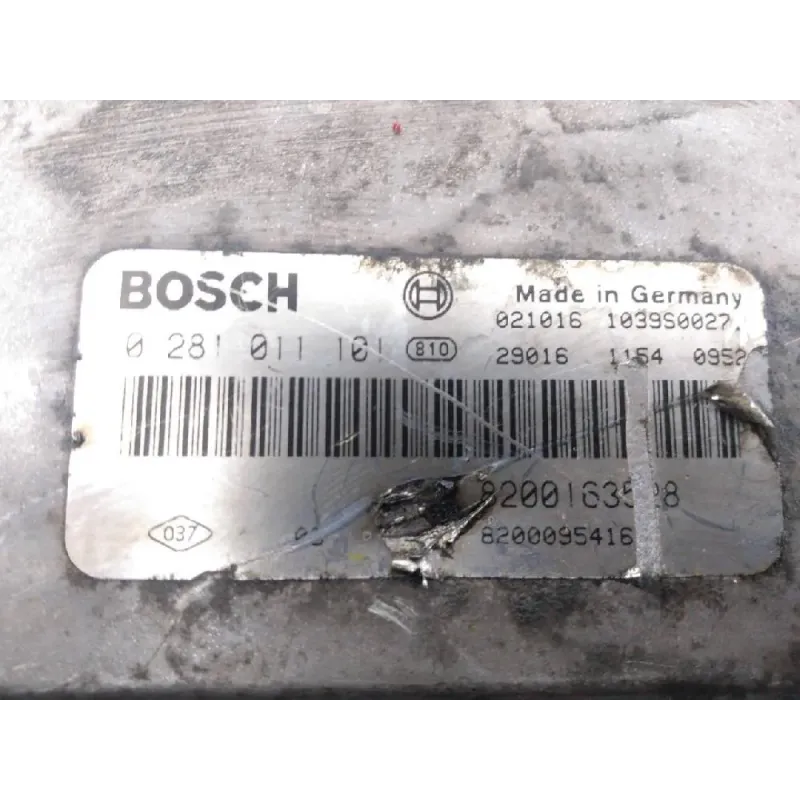 BOSCH
Made in Germany
021016 1039S0027
0 281 011 101 810
29016 1154 0952
8200095416
037